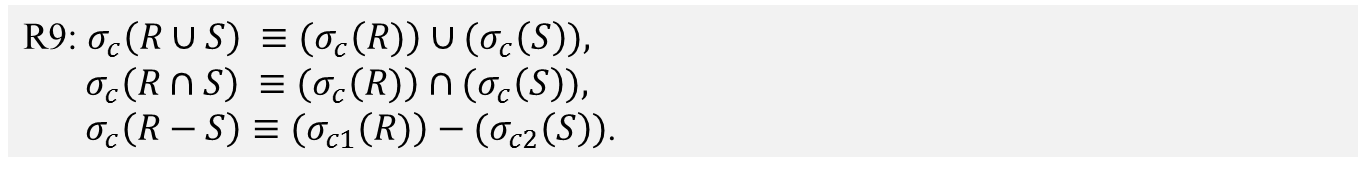 R9: σ_c(R ∪ S) ≡ (σ_c(R)) ∪ (σ_c(S)),
σ_c(R ∩ S) ≡ (σ_c(R)) ∩ (σ_c(S)),
σ_c(R − S) ≡ (σ_c1(R)) − (σ_c2(S)).